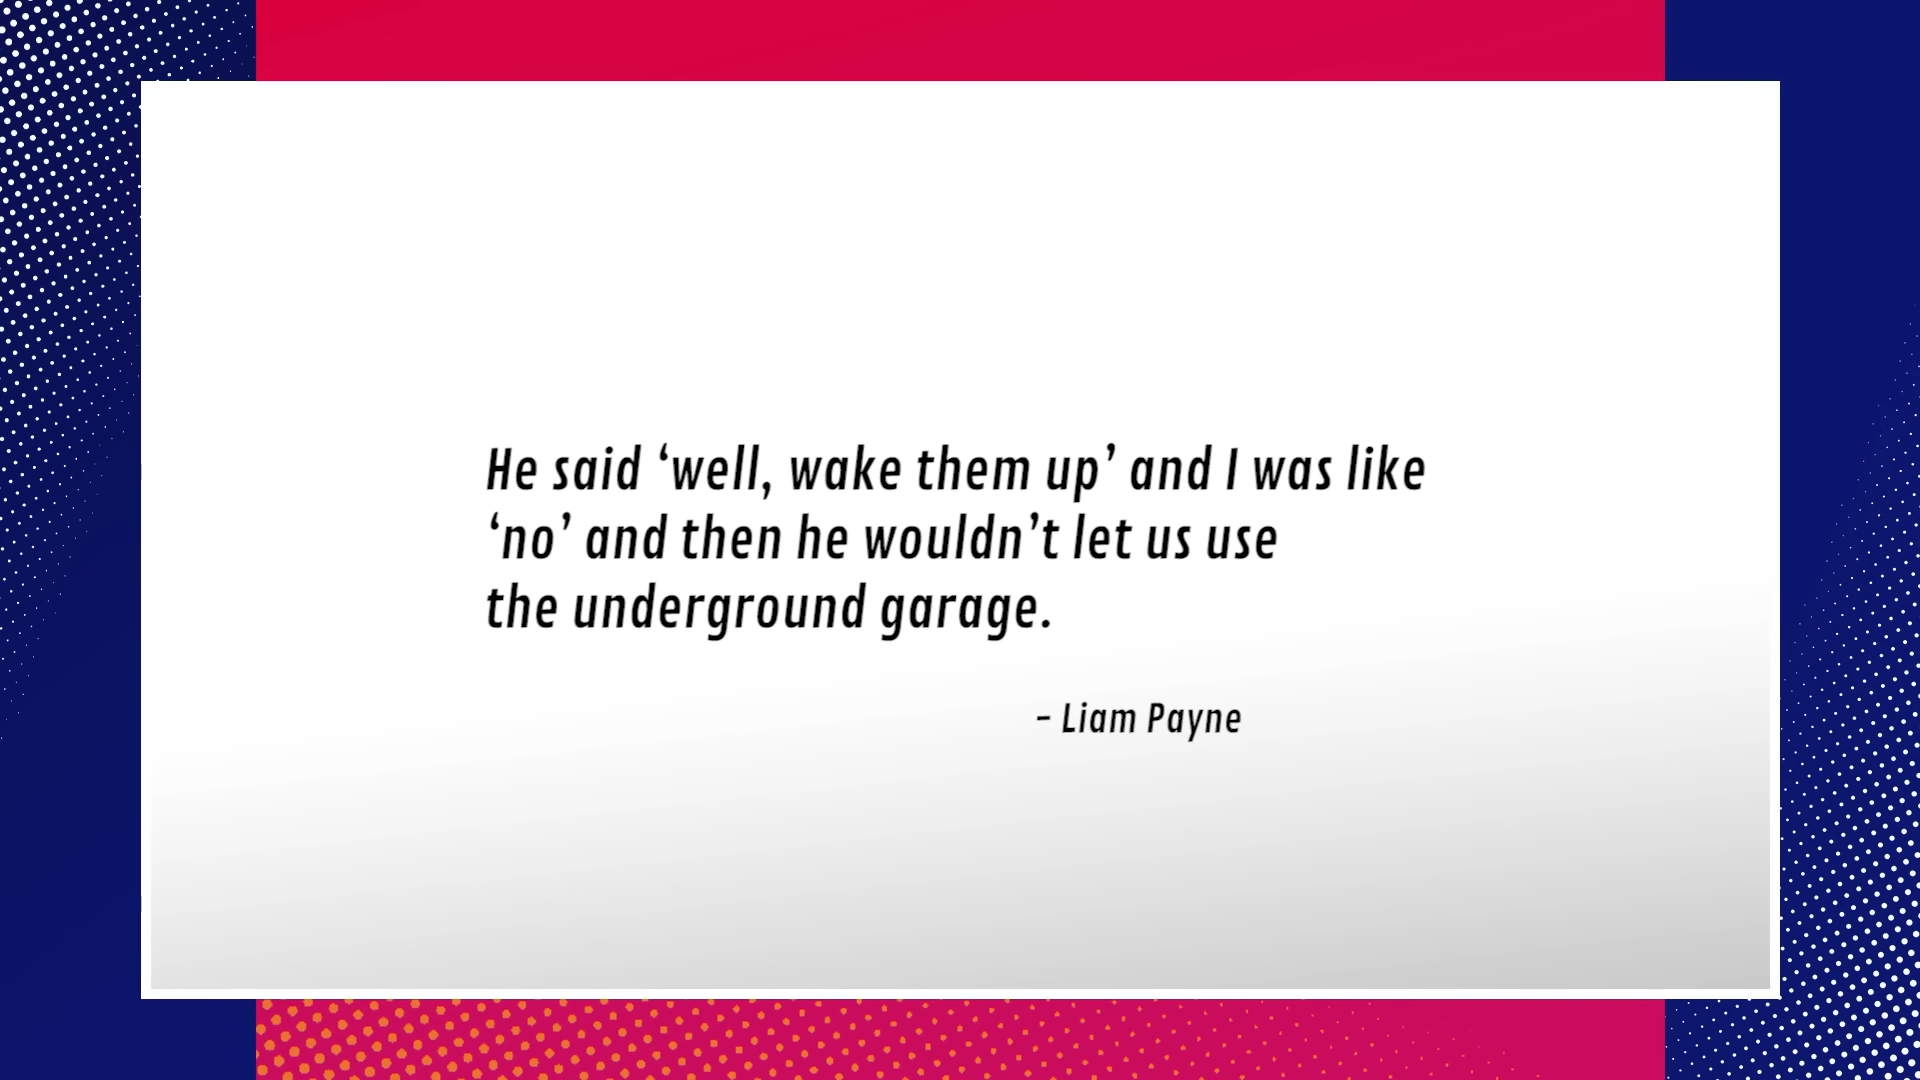 He said ‘well, wake them up’ and I was like
‘no’ and then he wouldn’t let us use
the underground garage.
– Liam Payne